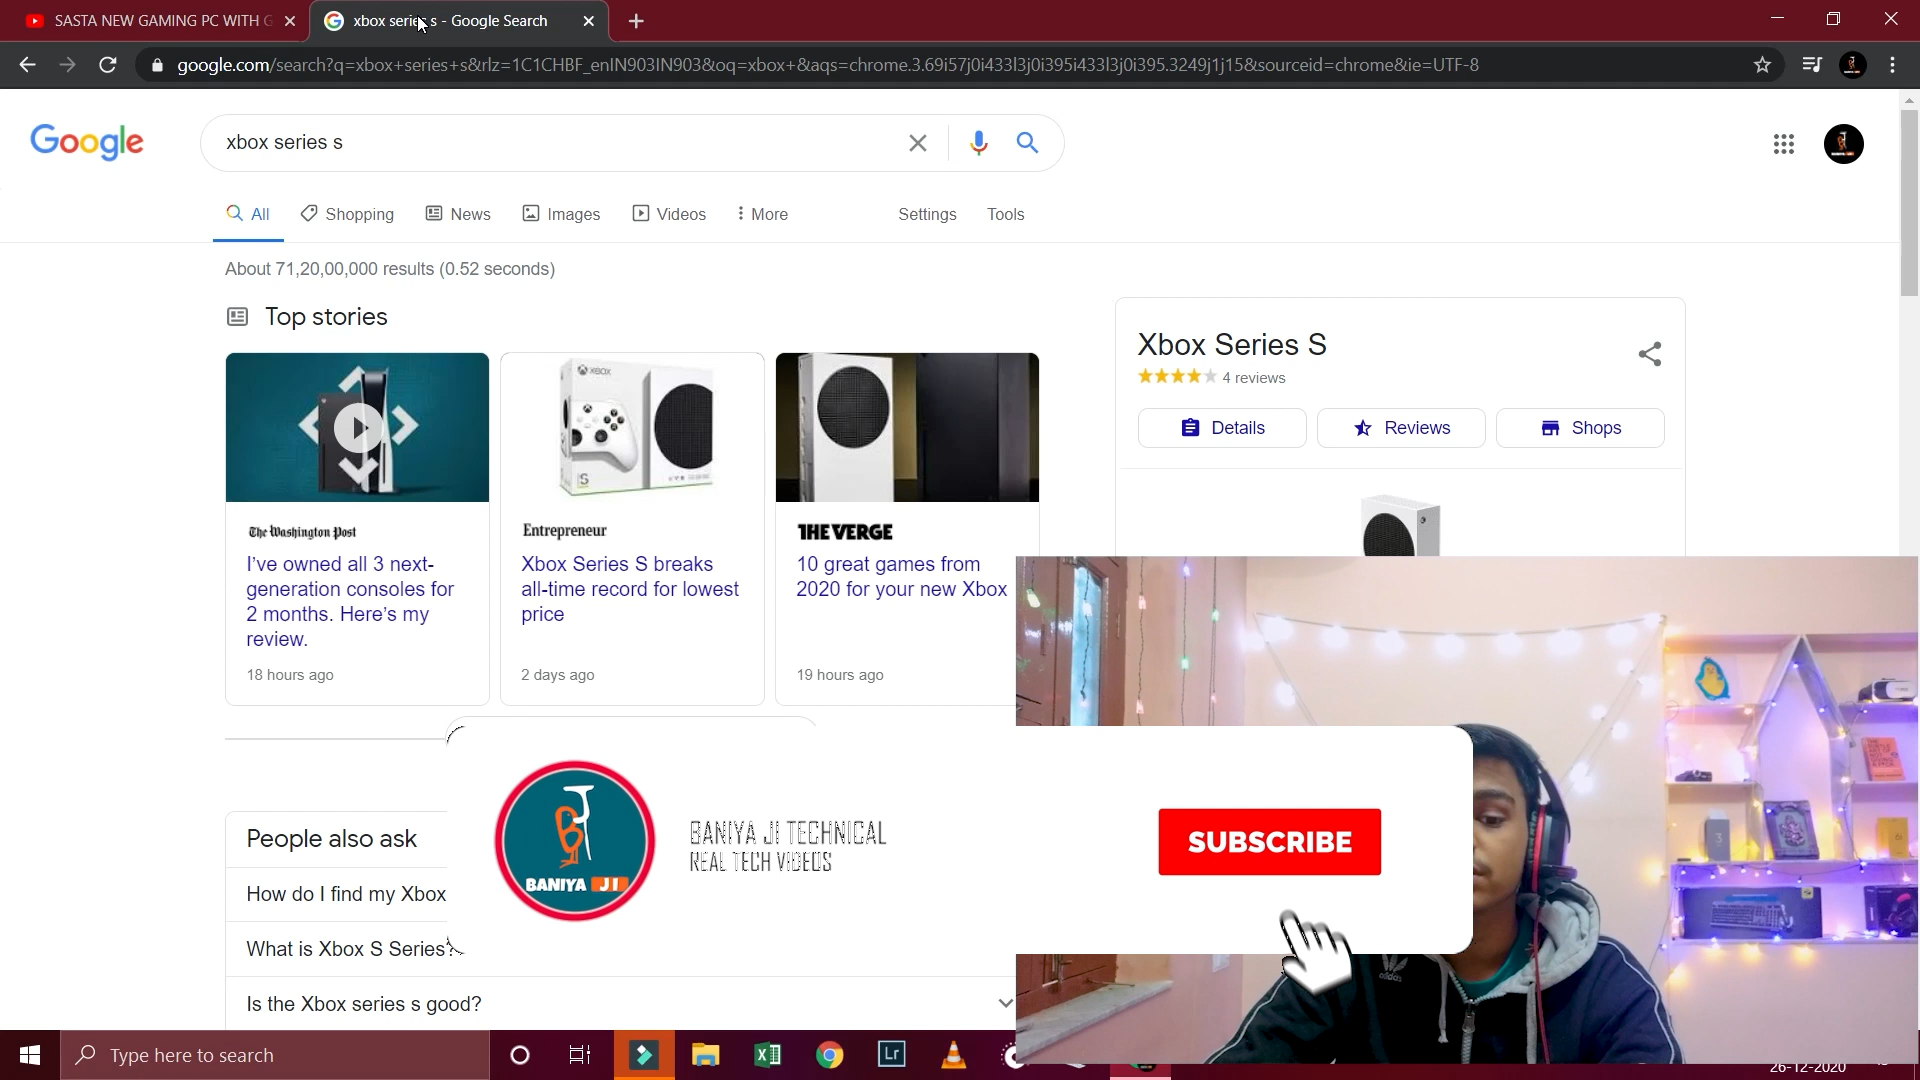 SASTA NEW GAMING PC WITH G
xbox series s - Google Search
google.com/search?q=xbox+series+s&rlz=1C1CHBF_enIN903IN903&oq=xbox+&aqs=chrome.3.69i57j0i433l3j0i395i433l3j0i395.3249j1j15&sourceid=chrome&ie=UTF-8
Google
xbox series s
All
Shopping
News
Images
Videos
More
Settings
Tools
About 71,20,00,000 results (0.52 seconds)
Top stories
The Washington Post
I've owned all 3 next-
generation consoles for
2 months. Here's my
review.
18 hours ago
XBOX
S
Entrepreneur
Xbox Series S breaks
all-time record for lowest
price
2 days ago
THE VERGE
10 great games from
2020 for your new Xbox
19 hours ago
Xbox Series S
4 reviews
Details
Reviews
Shops
People also ask
How do I find my Xbox
What is Xbox S Series?
Is the Xbox series s good?
BANIYA JI
BANIYA JI TECHNICAL
REAL TECH VIDEOS
SUBSCRIBE
adidas
Type here to search
Lr
26-12-2020